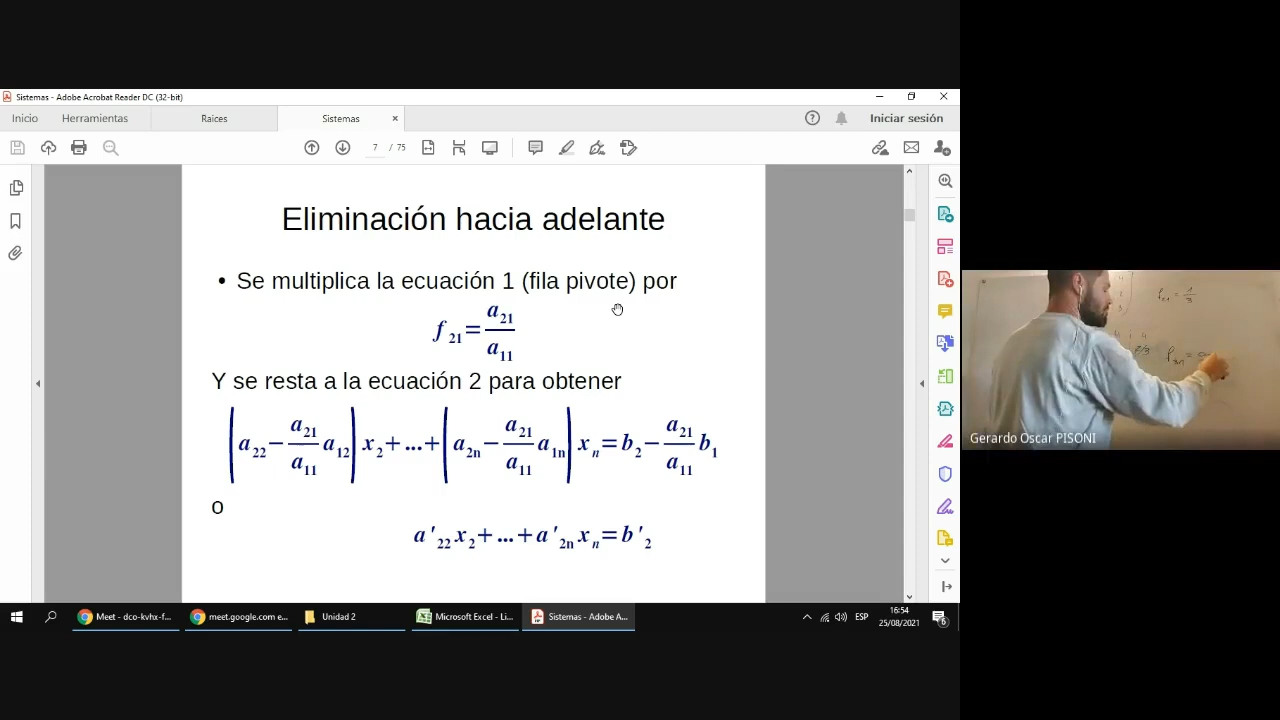 Sistemas - Adobe Acrobat Reader DC (32-bit)
Inicio Herramientas Raices Sistemas × Iniciar sesión
7 / 75
Eliminación hacia adelante
• Se multiplica la ecuación 1 (fila pivote) por
f₂₁ = a₂₁/a₁₁
Y se resta a la ecuación 2 para obtener
(a₂₂ − a₂₁/a₁₁ a₁₂) x₂ + ... + (a₂ₙ − a₂₁/a₁₁ a₁ₙ) xₙ = b₂ − a₂₁/a₁₁ b₁
o
a'₂₂ x₂ + ... + a'₂ₙ xₙ = b'₂
Gerardo Oscar PISONI
Meet - dco-kvhx-f... meet.google.com e... Unidad 2 Microsoft Excel - Li... Sistemas - Adobe A...
ESP
16:54
25/08/2021
6